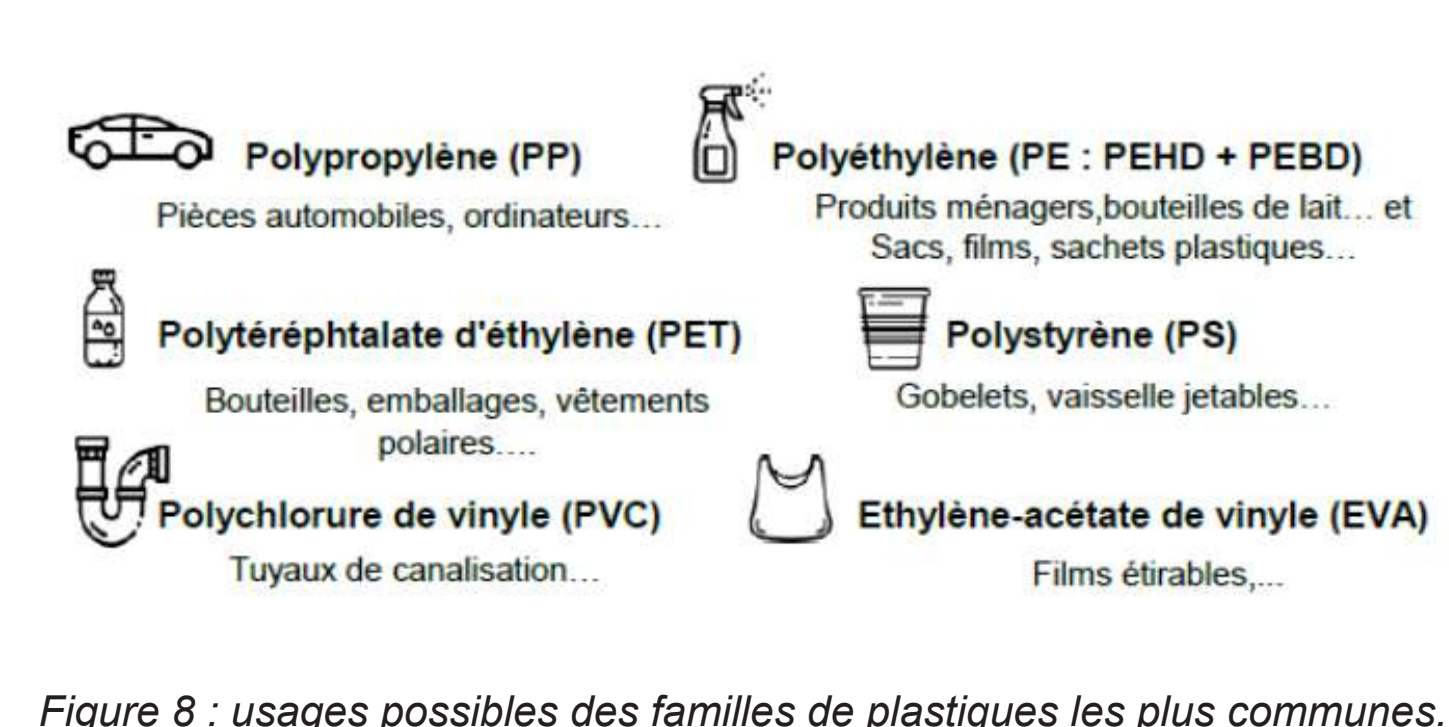 Polypropylène (PP)
Pièces automobiles, ordinateurs…
Polyéthylène (PE : PEHD + PEBD)
Produits ménagers,bouteilles de lait… et
Sacs, films, sachets plastiques…
Polytéréphtalate d'éthylène (PET)
Bouteilles, emballages, vêtements
polaires….
Polystyrène (PS)
Gobelets, vaisselle jetables…
Polychlorure de vinyle (PVC)
Tuyaux de canalisation…
Ethylène-acétate de vinyle (EVA)
Films étirables,...
Figure 8 : usages possibles des familles de plastiques les plus communes